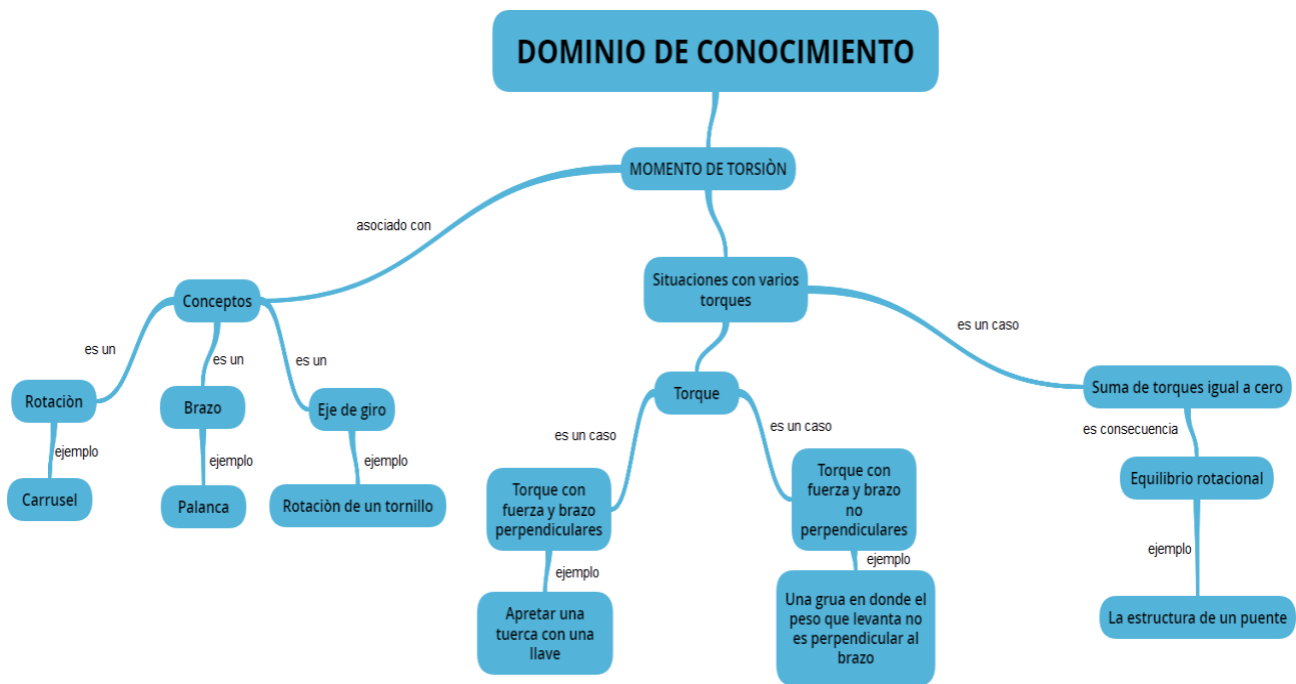 DOMINIO DE CONOCIMIENTO
MOMENTO DE TORSIÒN
asociado con
Conceptos
Situaciones con varios
torques
es un caso
es un
es un
es un
Rotaciòn
Brazo
Eje de giro
Torque
Suma de torques igual a cero
ejemplo
ejemplo
ejemplo
es un caso
es un caso
es consecuencia
Carrusel
Palanca
Rotaciòn de un tornillo
Torque con
fuerza y brazo
perpendiculares
Torque con
fuerza y brazo
no
perpendiculares
Equilibrio rotacional
ejemplo
ejemplo
ejemplo
Apretar una
tuerca con una
llave
Una grua en donde el
peso que levanta no
es perpendicular al
brazo
La estructura de un puente